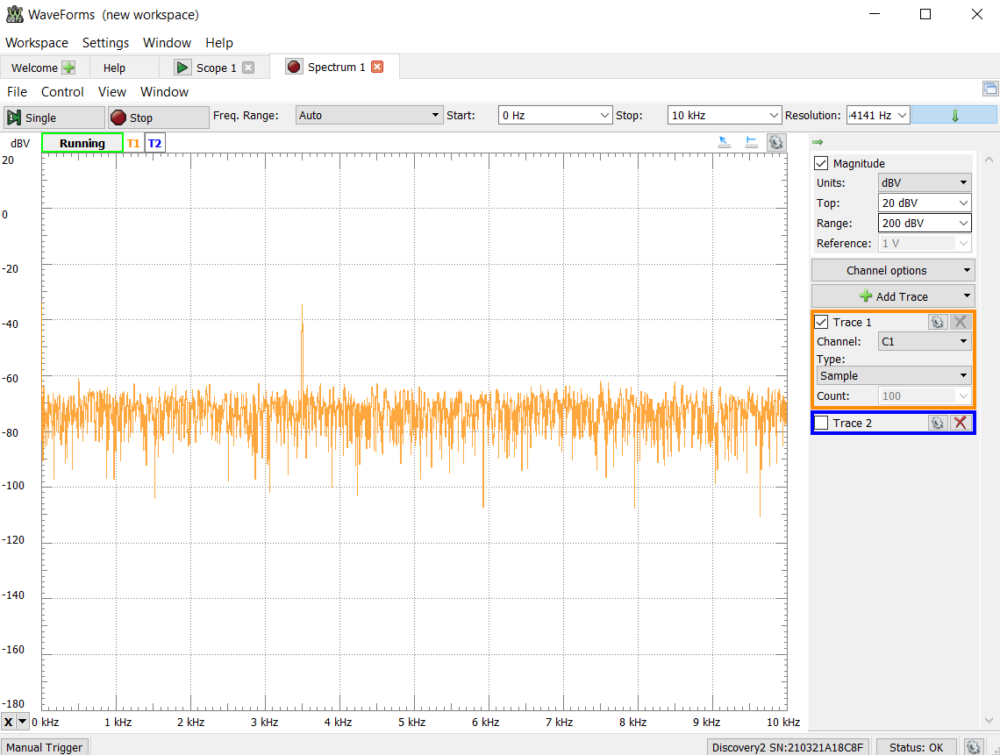 WaveForms (new workspace)
Workspace Settings Window Help
Welcome Help Scope 1 Spectrum 1
File Control View Window
Single Stop Freq. Range: Auto Start: 0 Hz Stop: 10 kHz Resolution: 4141 Hz
dBV Running T1 T2
20
0
-20
-40
-60
-80
-100
-120
-140
-160
-180
X 0 kHz 1 kHz 2 kHz 3 kHz 4 kHz 5 kHz 6 kHz 7 kHz 8 kHz 9 kHz 10 kHz
Magnitude
Units: dBV
Top: 20 dBV
Range: 200 dBV
Reference: 1 V
Channel options
Add Trace
Trace 1
Channel: C1
Type:
Sample
Count: 100
Trace 2
Manual Trigger Discovery2 SN:210321A18C8F Status: OK